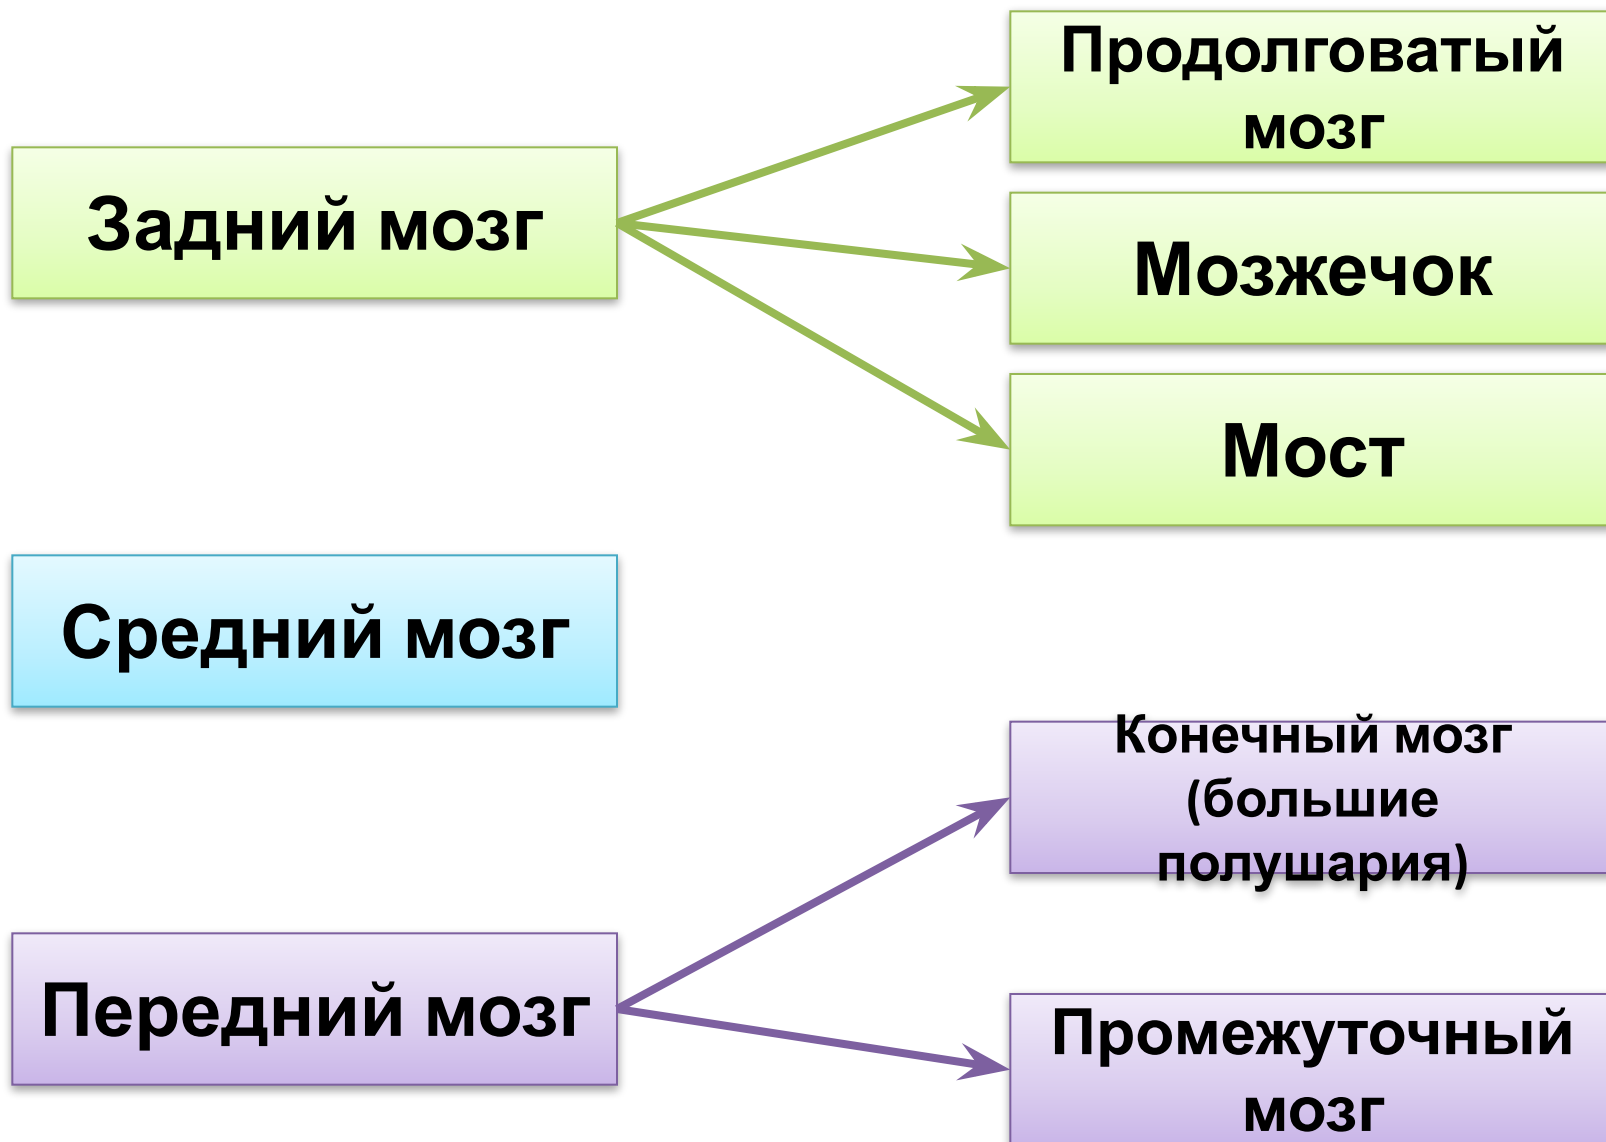 Задний мозг
Продолговатый
мозг
Мозжечок
Мост
Средний мозг
Передний мозг
Конечный мозг
(большие
полушария)
Промежуточный
мозг